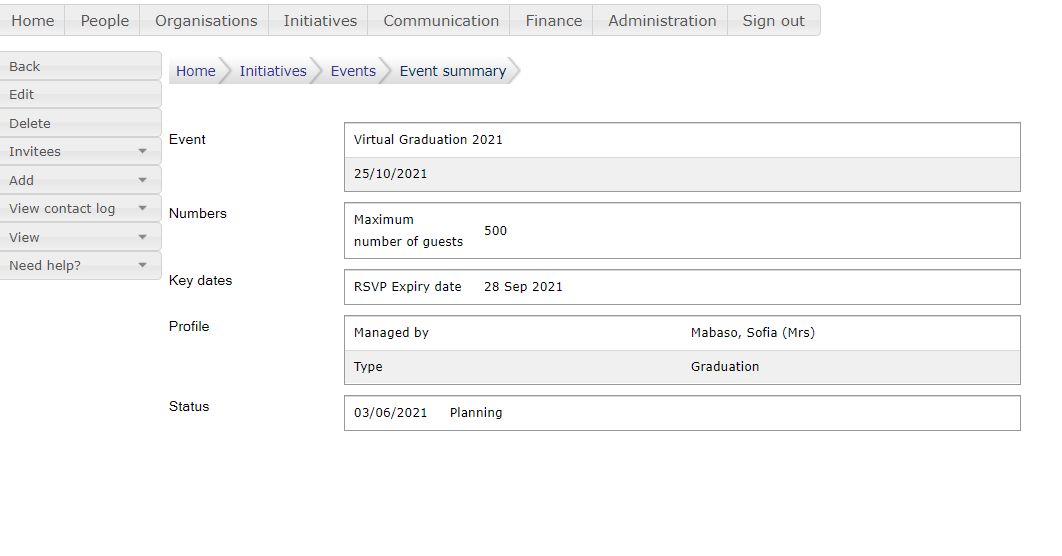 Home People Organisations Initiatives Communication Finance Administration Sign out
Back
Edit
Delete
Invitees
Add
View contact log
View
Need help?
Home Initiatives Events Event summary
Event
Virtual Graduation 2021
25/10/2021
Numbers
Maximum
number of guests
500
Key dates
RSVP Expiry date 28 Sep 2021
Profile
Managed by Mabaso, Sofia (Mrs)
Type Graduation
Status
03/06/2021 Planning